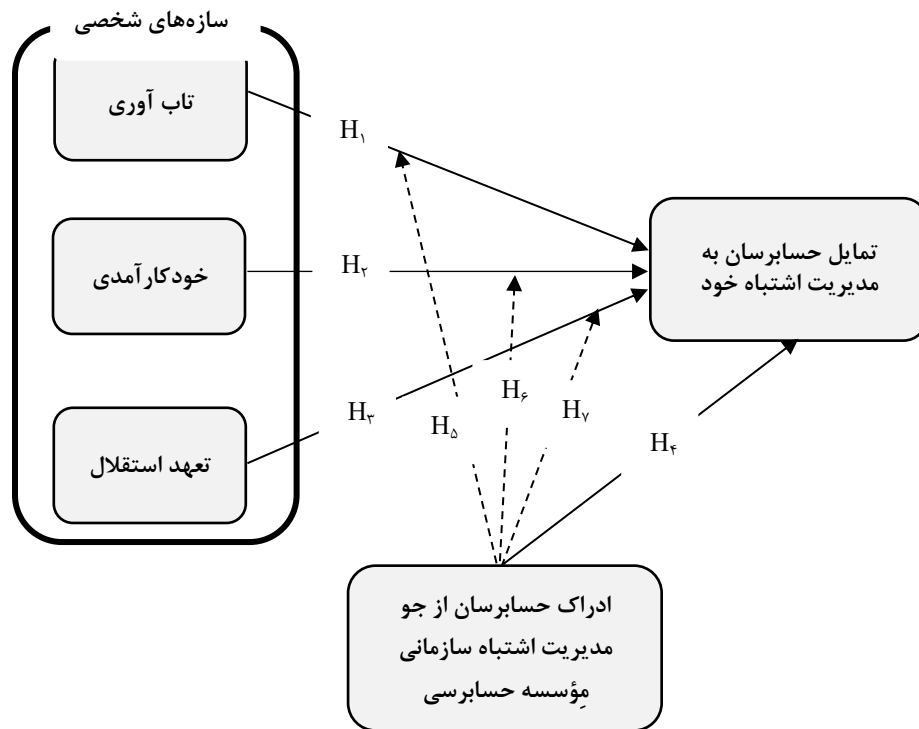 سازه‌های شخصی
تاب آوری
H۱
خودکارآمدی
H۲
تمایل حسابرسان به
مدیریت اشتباه خود
تعهد استقلال
H۳
H۵
H۶
H۷
H۴
ادراک حسابرسان از جو
مدیریت اشتباه سازمانی
مِؤسسه حسابرسی